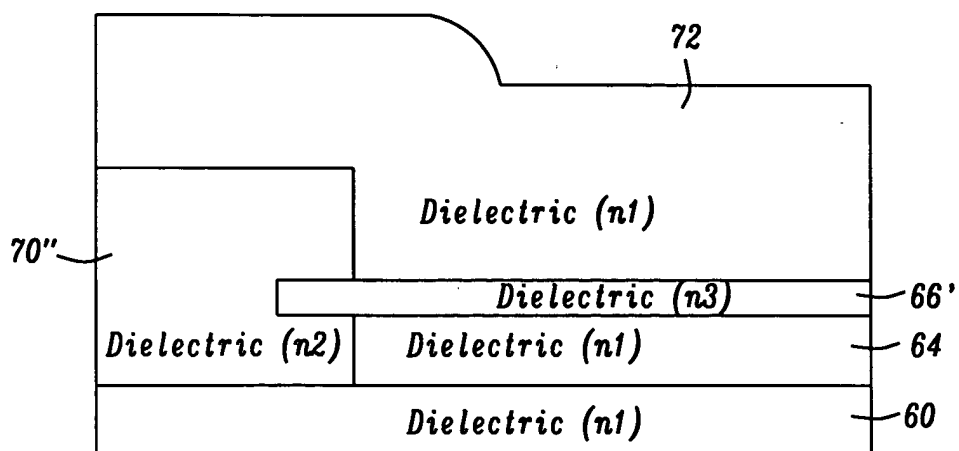 72
Dielectric (n1)
70"
Dielectric (n3)
66'
Dielectric (n2)
Dielectric (n1)
64
Dielectric (n1)
60